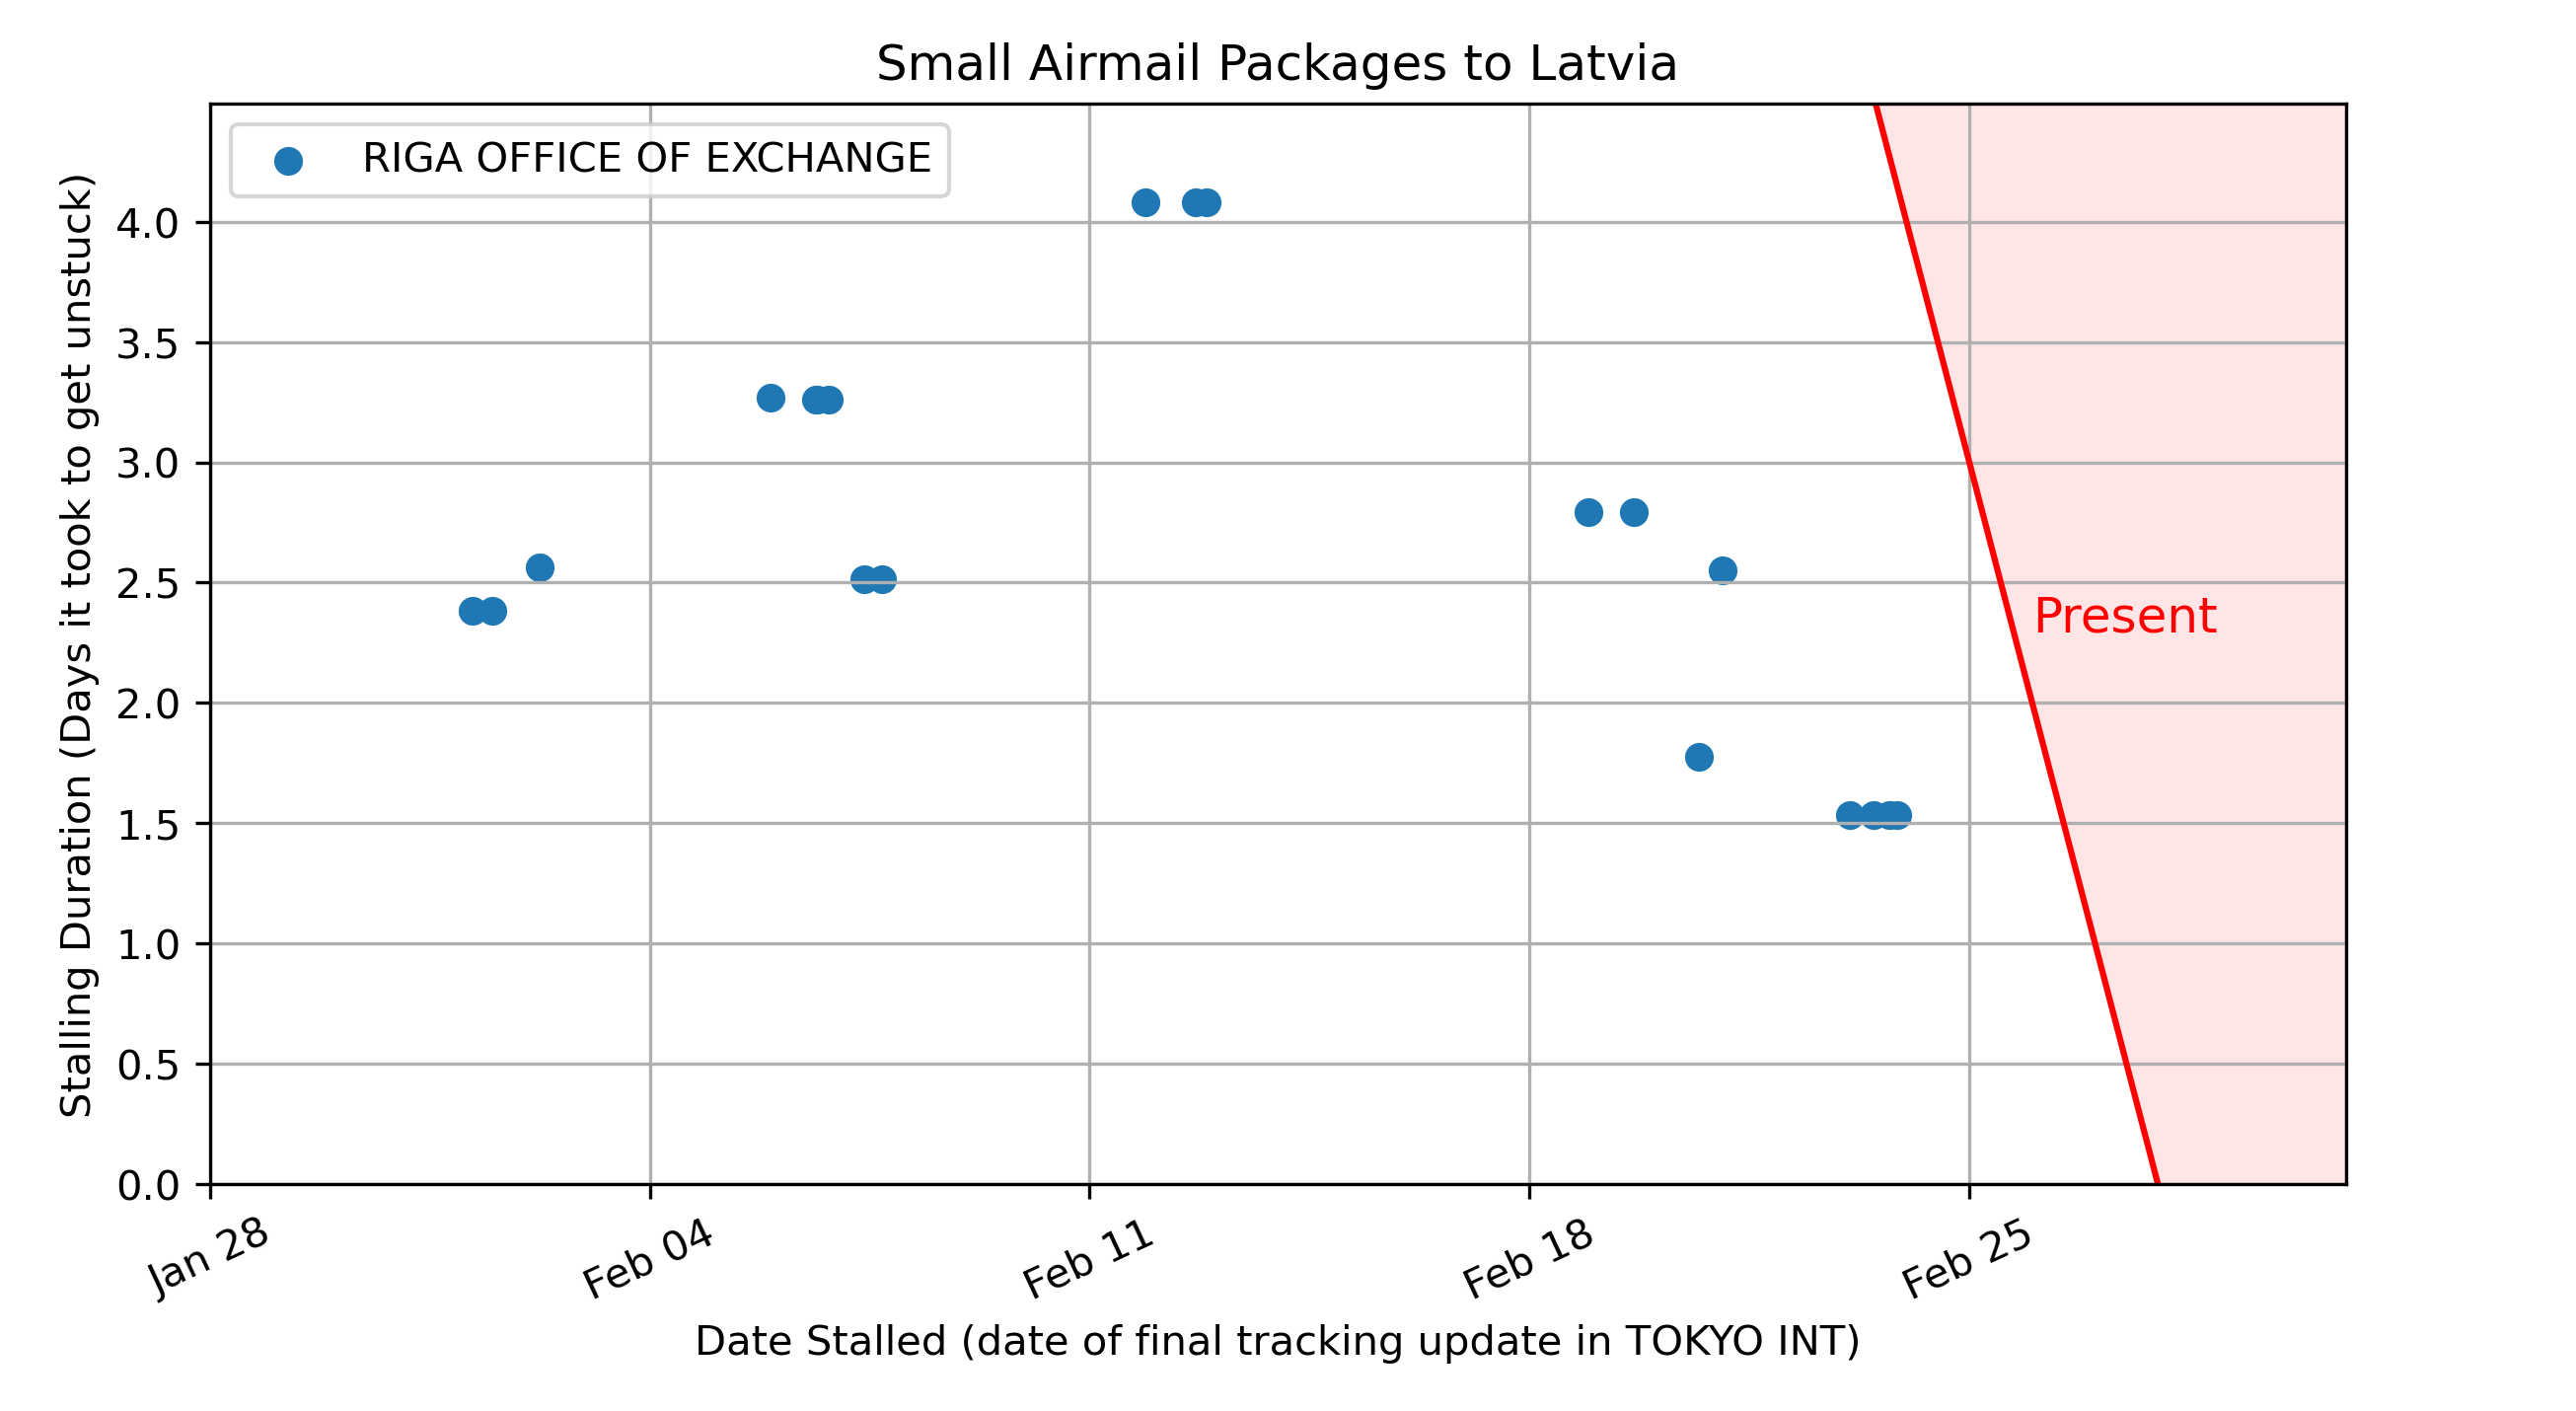 Small Airmail Packages to Latvia
RIGA OFFICE OF EXCHANGE
Stalling Duration (Days it took to get unstuck)
4.0
3.5
3.0
2.5
2.0
1.5
1.0
0.5
0.0
Present
Jan 28
Feb 04
Feb 11
Feb 18
Feb 25
Date Stalled (date of final tracking update in TOKYO INT)